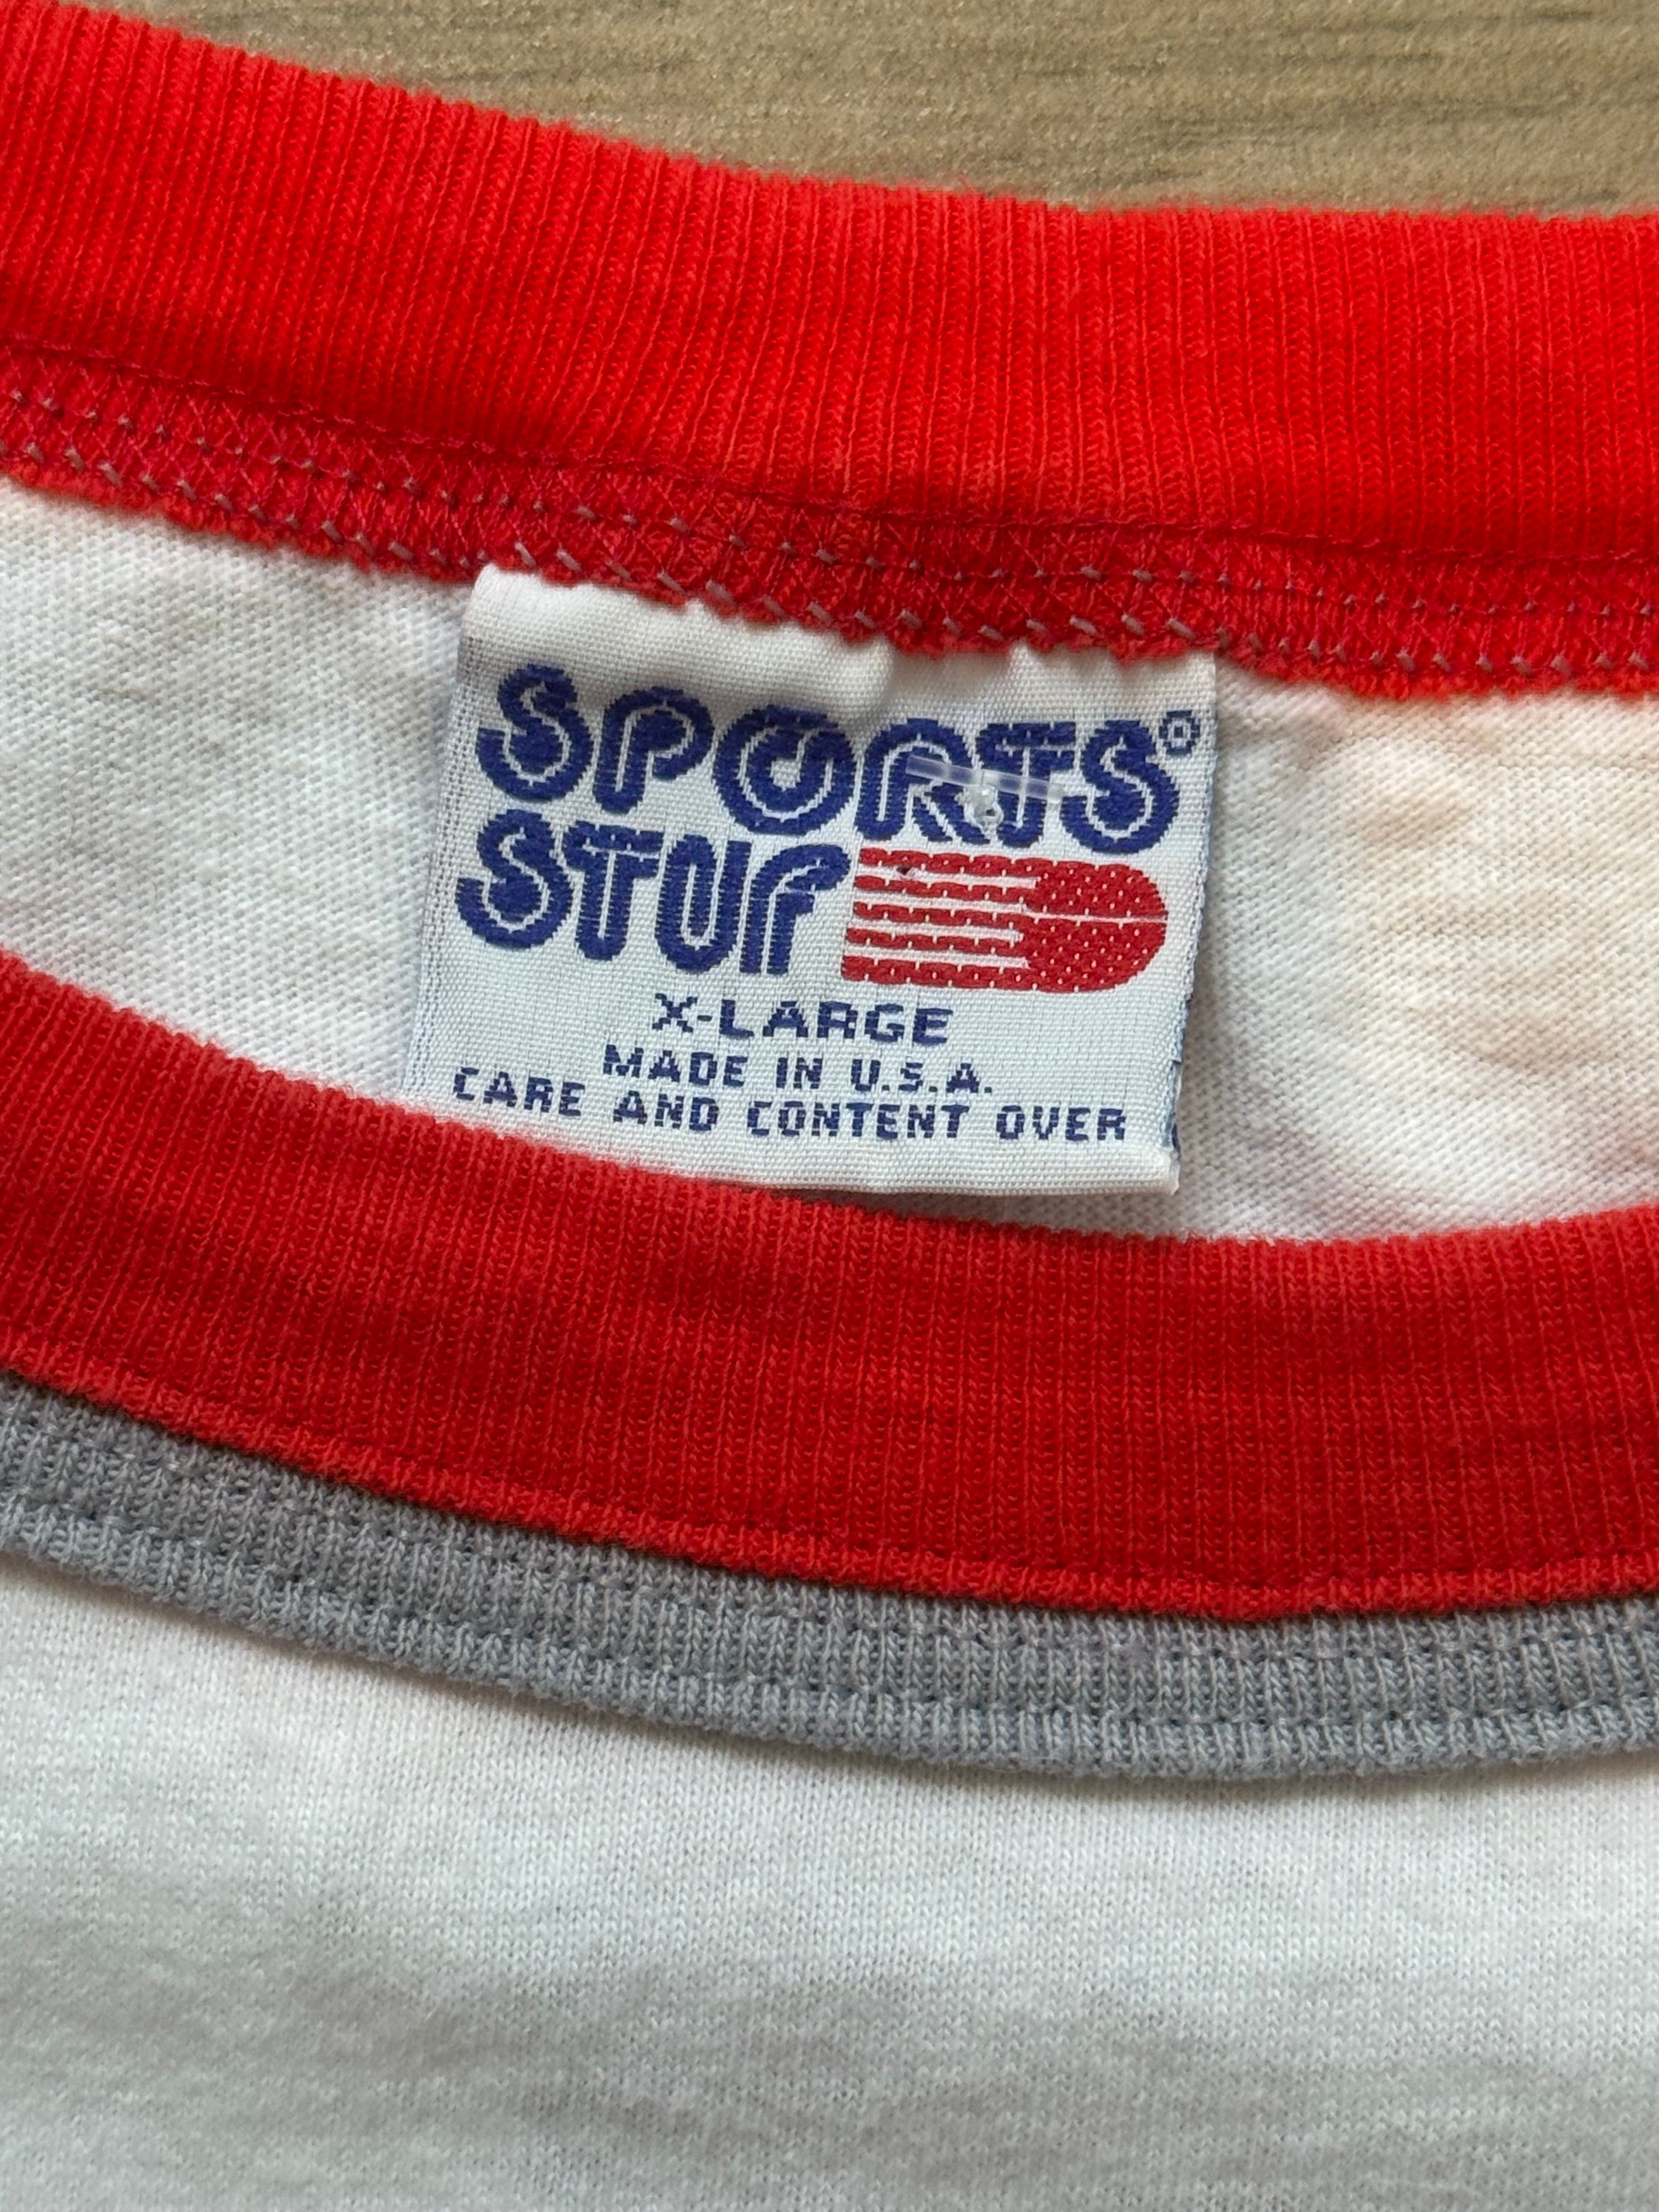 SPORTS®
STUF
X-LARGE
MADE IN U.S.A.
CARE AND CONTENT OVER